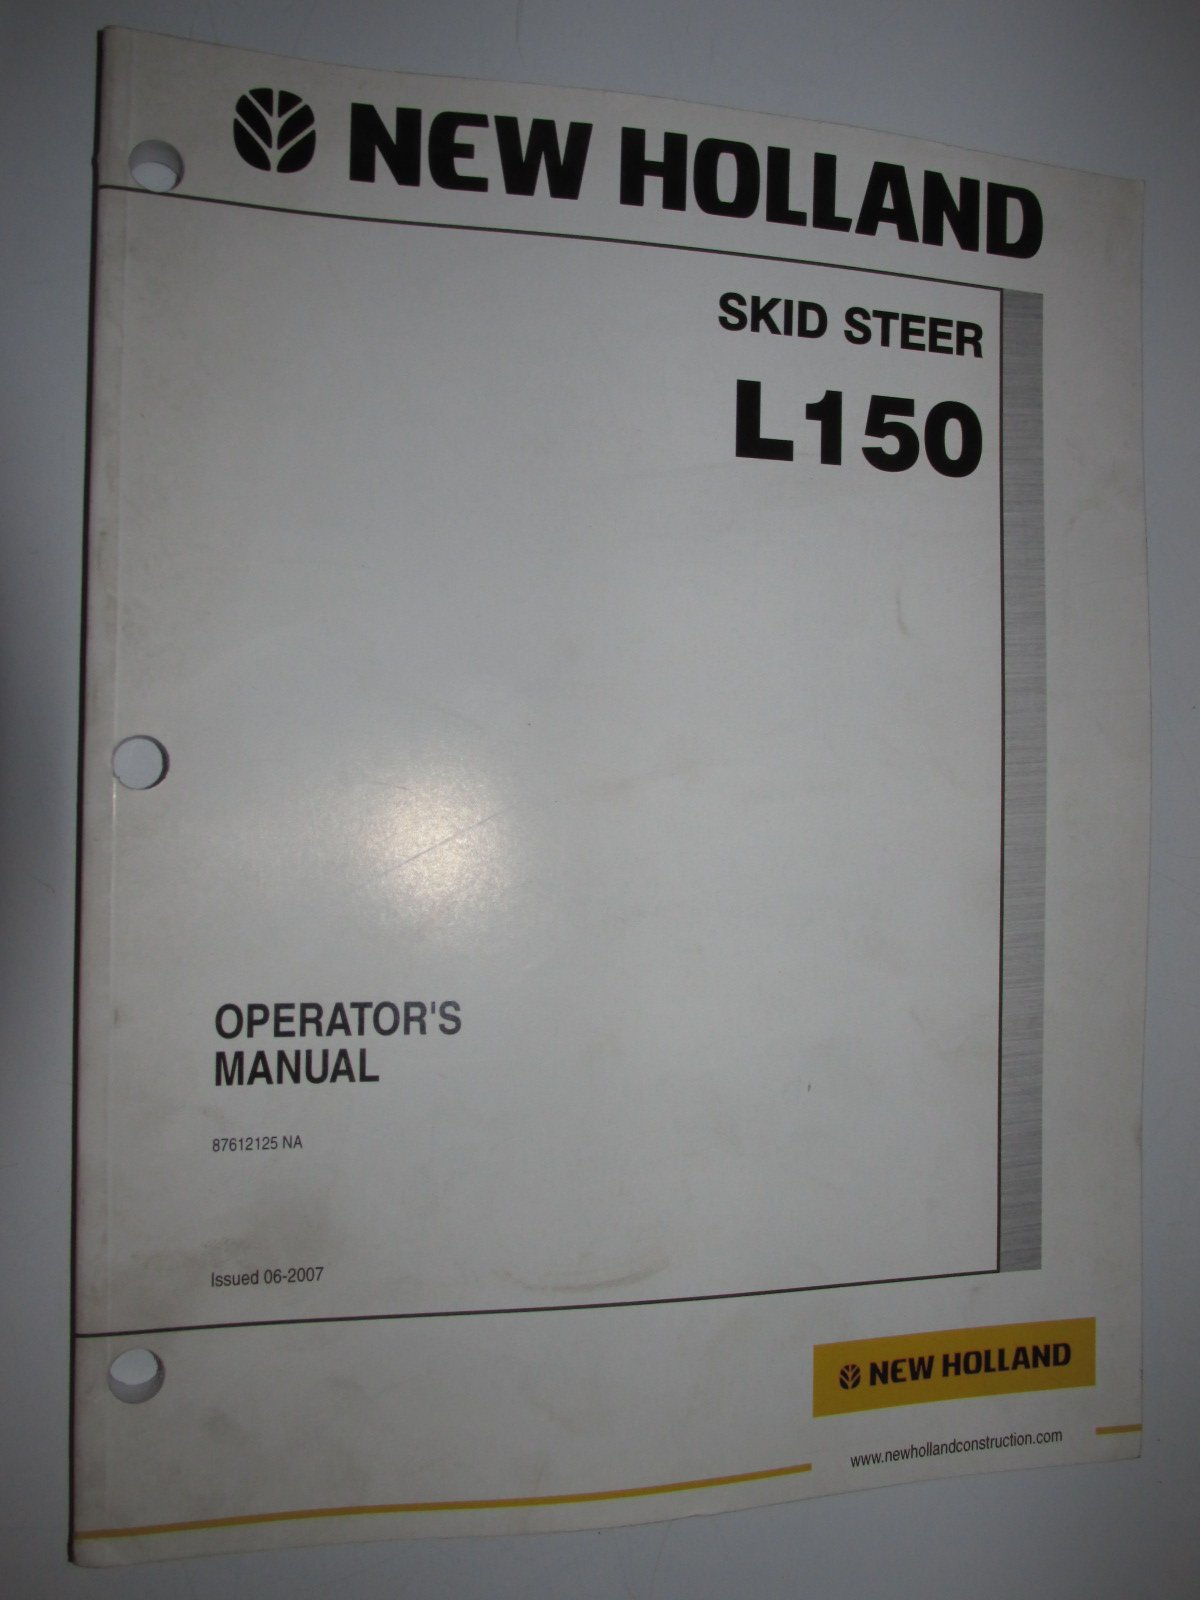 NEW HOLLAND
SKID STEER
L150
OPERATOR'S
MANUAL
87612125 NA
Issued 06-2007
NEW HOLLAND
www.newhollandconstruction.com